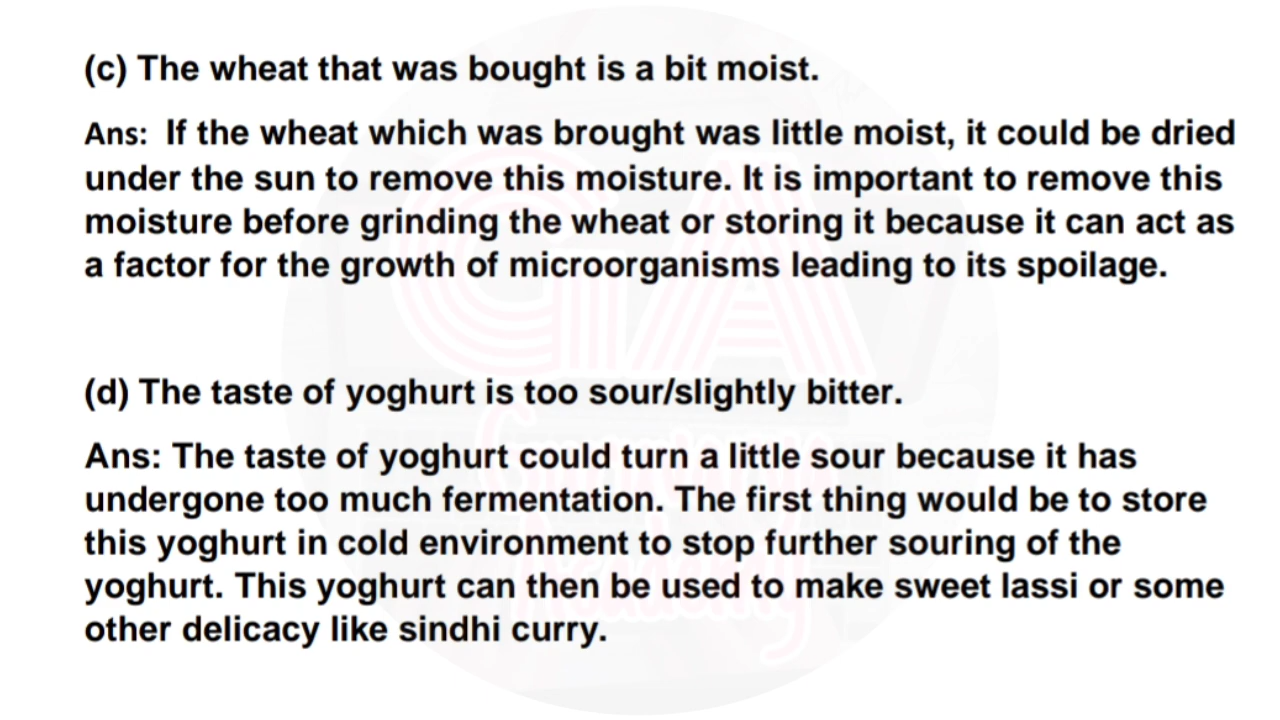 (c) The wheat that was bought is a bit moist.
Ans: If the wheat which was brought was little moist, it could be dried
under the sun to remove this moisture. It is important to remove this
moisture before grinding the wheat or storing it because it can act as
a factor for the growth of microorganisms leading to its spoilage.
GA
(d) The taste of yoghurt is too sour/slightly bitter.
Ans: The taste of yoghurt could turn a little sour because it has
undergone too much fermentation. The first thing would be to store
this yoghurt in cold environment to stop further souring of the
yoghurt. This yoghurt can then be used to make sweet lassi or some
other delicacy like sindhi curry.
Academy